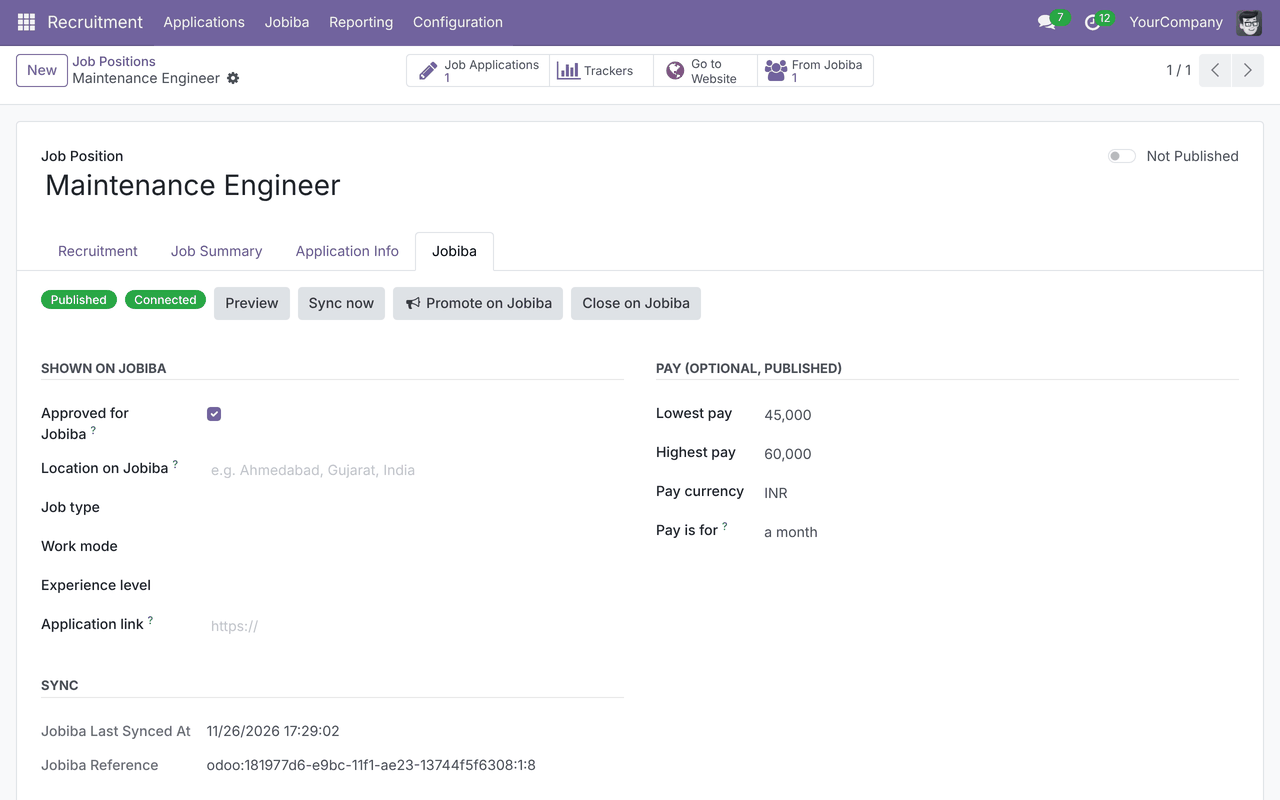 Recruitment Applications Jobiba Reporting Configuration 7 12 YourCompany
New
Job Positions
Maintenance Engineer
Job Applications
1
Trackers
Go to
Website
From Jobiba
1
1 / 1
Job Position
Not Published
Maintenance Engineer
Recruitment Job Summary Application Info Jobiba
Published Connected Preview Sync now Promote on Jobiba Close on Jobiba
SHOWN ON JOBIBA
Approved for
Jobiba ?
Location on Jobiba ? e.g. Ahmedabad, Gujarat, India
Job type
Work mode
Experience level
Application link ? https://
PAY (OPTIONAL, PUBLISHED)
Lowest pay 45,000
Highest pay 60,000
Pay currency INR
Pay is for ? a month
SYNC
Jobiba Last Synced At 11/26/2026 17:29:02
Jobiba Reference odoo:181977d6-e9bc-11f1-ae23-13744f5f6308:1:8